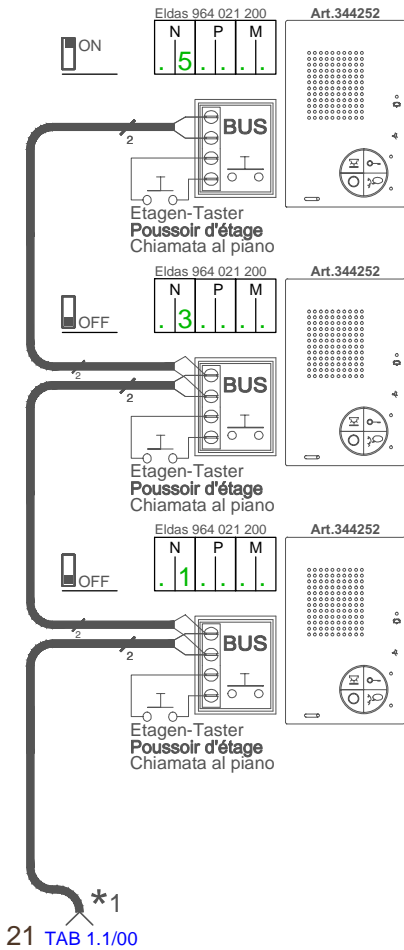 Eldas 964 021 200 Art.344252
ON
N P M
. 5 . . . .
2
BUS
Etagen-Taster
Poussoir d'étage
Chiamata al piano
Eldas 964 021 200 Art.344252
N P M
OFF
. 3 . . . .
2
2
BUS
Etagen-Taster
Poussoir d'étage
Chiamata al piano
Eldas 964 021 200 Art.344252
N P M
OFF
. 1 . . . .
2
2
BUS
Etagen-Taster
Poussoir d'étage
Chiamata al piano
*1
21 TAB 1.1/00